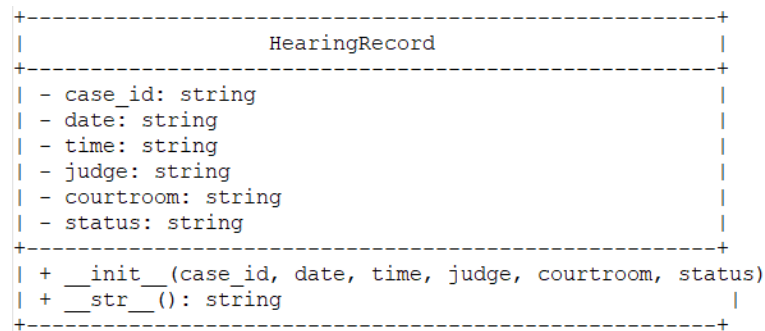 +------------------------------------------------------+
| HearingRecord |
+------------------------------------------------------+
| - case_id: string |
| - date: string |
| - time: string |
| - judge: string |
| - courtroom: string |
| - status: string |
+------------------------------------------------------+
| + __init__(case_id, date, time, judge, courtroom, status)
| + __str__(): string |
+------------------------------------------------------+